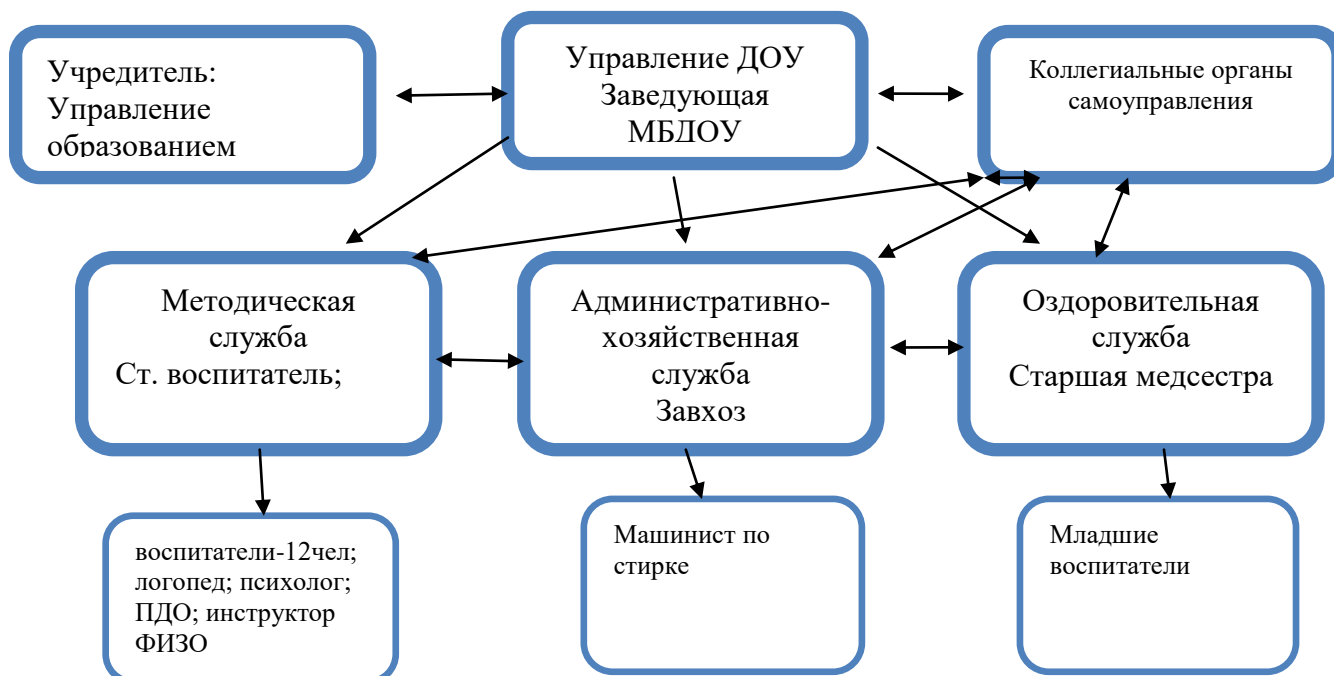 Учредитель:
Управление
образованием
Управление ДОУ
Заведующая
МБДОУ
Коллегиальные органы
самоуправления
Методическая
служба
Ст. воспитатель;
Административно-
хозяйственная
служба
Завхоз
Оздоровительная
служба
Старшая медсестра
воспитатели-12чел;
логопед; психолог;
ПДО; инструктор
ФИЗО
Машинист по
стирке
Младшие
воспитатели